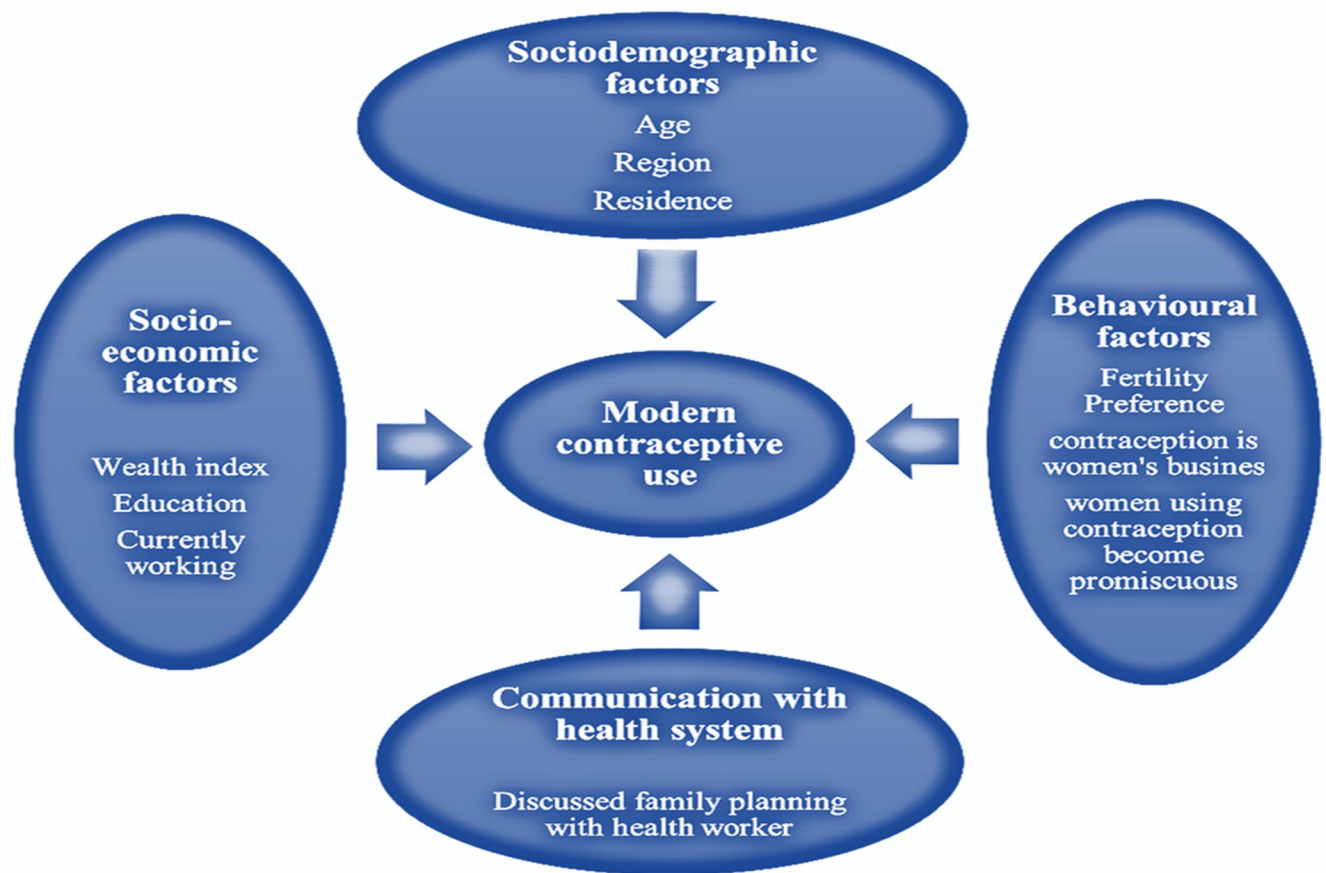 Sociodemographic
factors
Age
Region
Residence
Socio-
economic
factors
Wealth index
Education
Currently
working
Modern
contraceptive
use
Behavioural
factors
Fertility
Preference
contraception is
women's busines
women using
contraception
become
promiscuous
Communication with
health system
Discussed family planning
with health worker